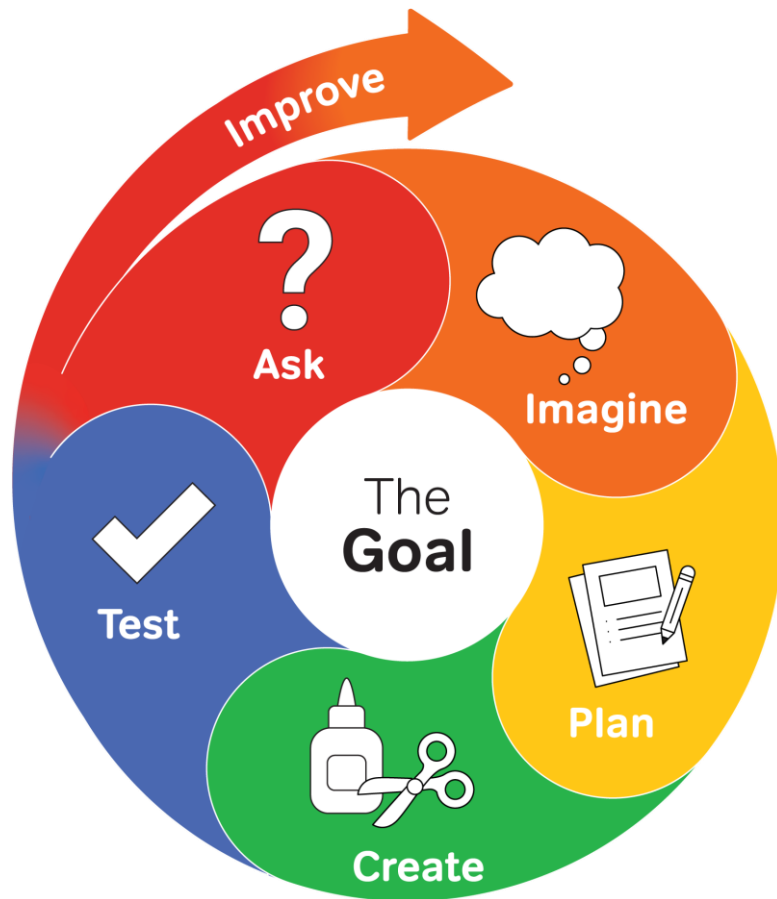 Improve
Ask
Imagine
The
Goal
Plan
Create
Test